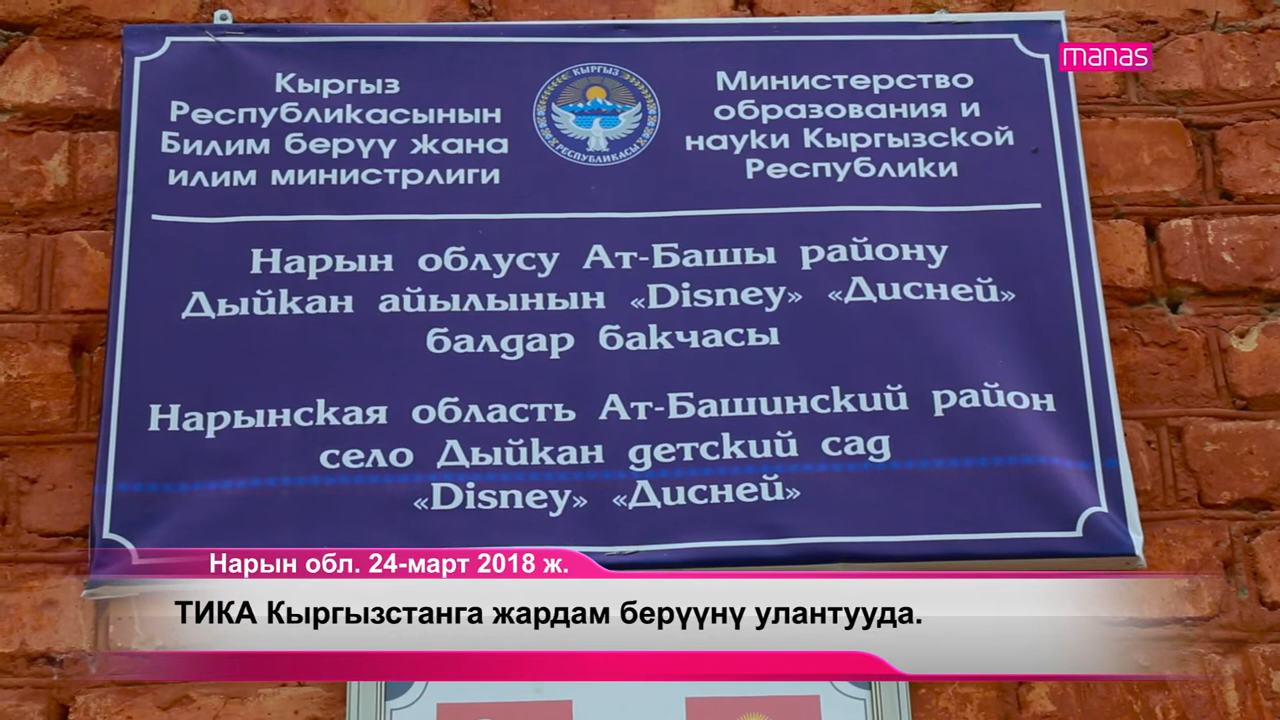 manas
Кыргыз
Республикасынын
Билим берүү жана
илим министрлиги
КЫРГЫЗ
РЕСПУБЛИКАСЫ
Министерство
образования и
науки Кыргызской
Республики
Нарын облусу Ат-Башы району
Дыйкан айылынын «Disney» «Дисней»
балдар бакчасы
Нарынская область Ат-Башинский район
село Дыйкан детский сад
«Disney» «Дисней»
Нарын обл. 24-март 2018 ж.
ТИКА Кыргызстанга жардам берүүнү улантууда.